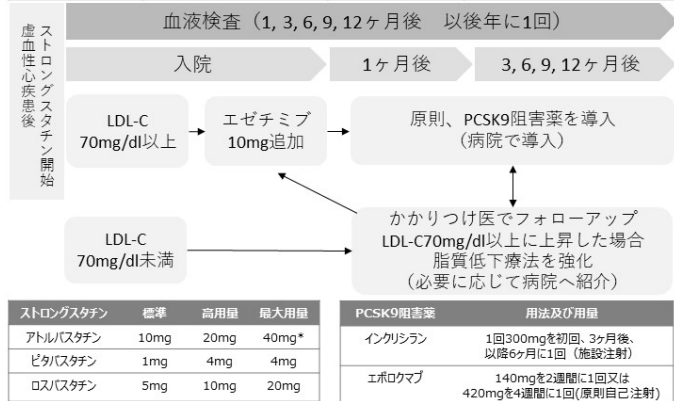 虚血性心疾患後
ストロングスタチン開始
血液検査（1, 3, 6, 9, 12ヶ月後　以後年に1回）
入院
1ヶ月後
3, 6, 9, 12ヶ月後
LDL-C
70mg/dl以上
エゼチミブ
10mg追加
原則、PCSK9阻害薬を導入
（病院で導入）
LDL-C
70mg/dl未満
かかりつけ医でフォローアップ
LDL-C70mg/dl以上に上昇した場合
脂質低下療法を強化
（必要に応じて病院へ紹介）
ストロングスタチン 標準 高用量 最大用量
アトルバスタチン 10mg 20mg 40mg*
ピタバスタチン 1mg 4mg 4mg
ロスバスタチン 5mg 10mg 20mg
PCSK9阻害薬 用法及び用量
インクリシラン 1回300mgを初回、3ヶ月後、
以降6ヶ月に1回（施設注射）
エボロクマブ 140mgを2週間に1回又は
420mgを4週間に1回(原則自己注射)